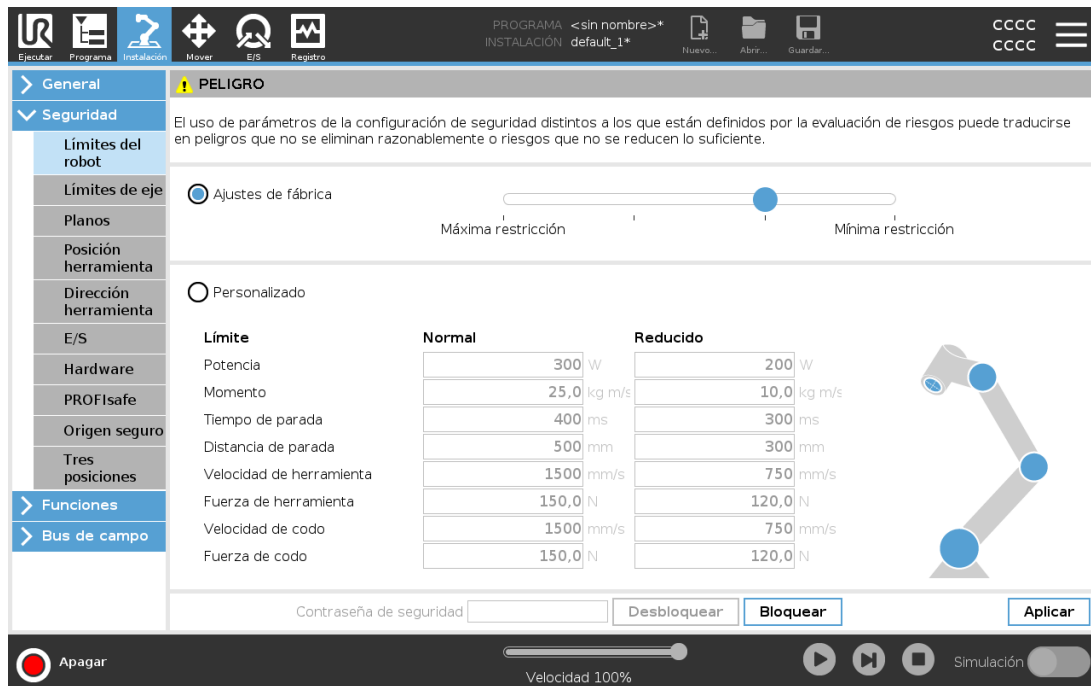 UR
PROGRAMA <sin nombre>*
INSTALACIÓN default_1*
Ejecutar Programa Instalación Mover E/S Registro
Nuevo... Abrir... Guardar...
CCCC
CCCC
General
Seguridad
Límites del
robot
Límites de eje
Planos
Posición
herramienta
Dirección
herramienta
E/S
Hardware
PROFIsafe
Origen seguro
Tres
posiciones
Funciones
Bus de campo
PELIGRO
El uso de parámetros de la configuración de seguridad distintos a los que están definidos por la evaluación de riesgos puede traducirse
en peligros que no se eliminan razonablemente o riesgos que no se reducen lo suficiente.
Ajustes de fábrica
Máxima restricción Mínima restricción
Personalizado
Límite Normal Reducido
Potencia 300 W 200 W
Momento 25,0 kg m/s 10,0 kg m/s
Tiempo de parada 400 ms 300 ms
Distancia de parada 500 mm 300 mm
Velocidad de herramienta 1500 mm/s 750 mm/s
Fuerza de herramienta 150,0 N 120,0 N
Velocidad de codo 1500 mm/s 750 mm/s
Fuerza de codo 150,0 N 120,0 N
Contraseña de seguridad Desbloquear Bloquear Aplicar
Apagar
Velocidad 100%
Simulación